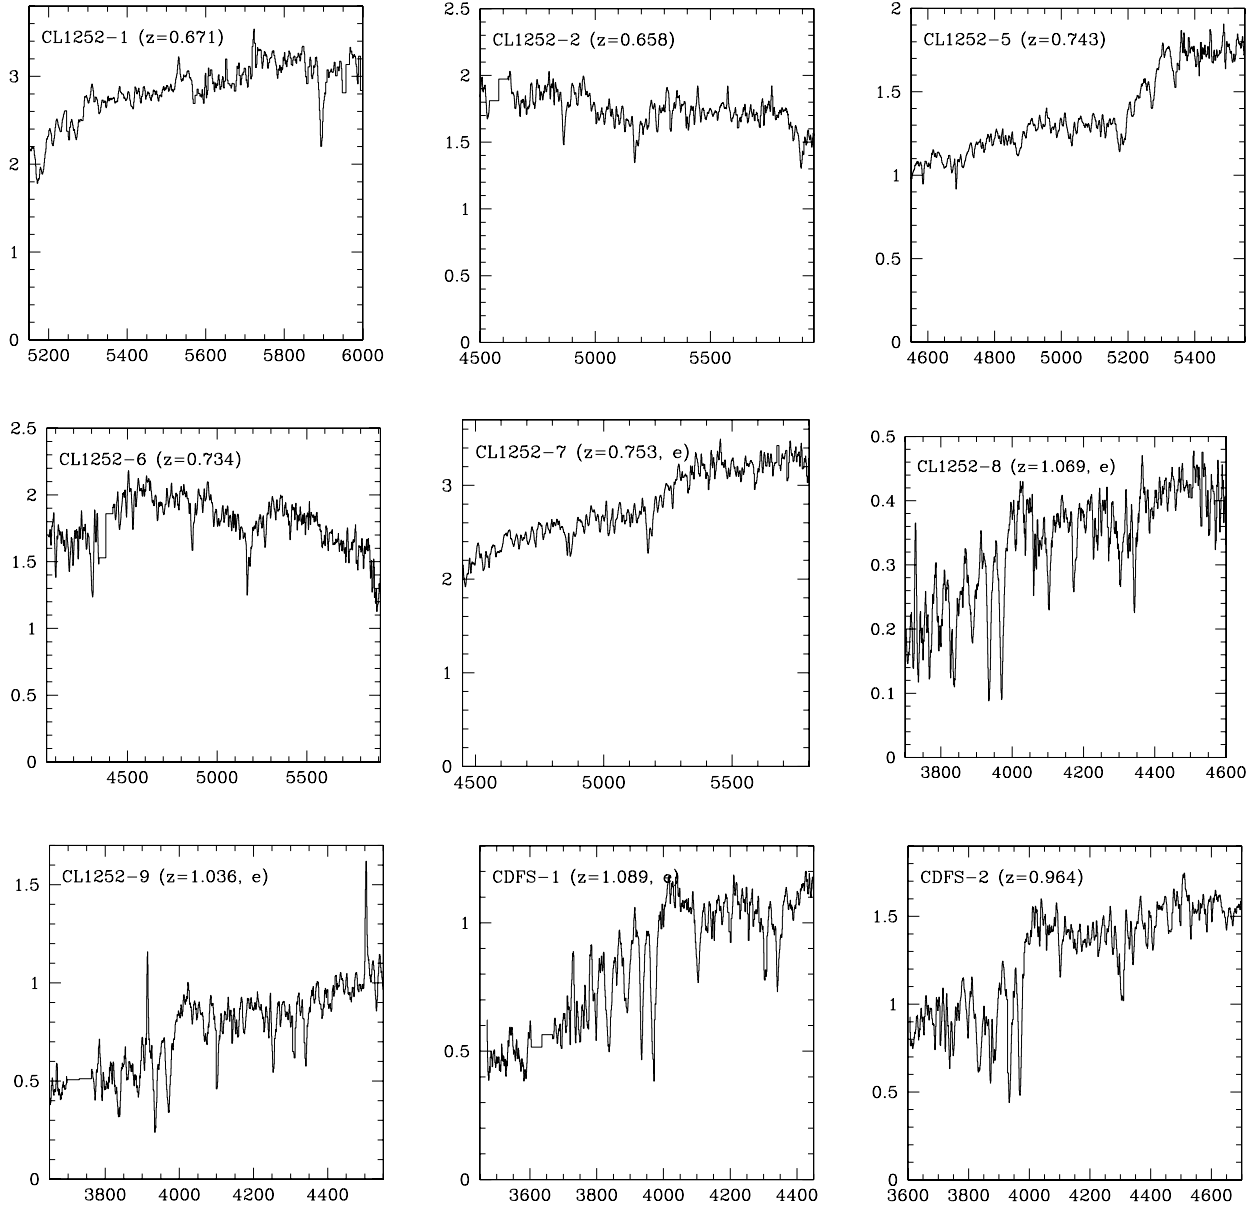 CL1252-1 (z=0.671)
3
2
1
0
5200 5400 5600 5800 6000
CL1252-2 (z=0.658)
2.5
2
1.5
1
0.5
0
4500 5000 5500
CL1252-5 (z=0.743)
2
1.5
1
0.5
0
4600 4800 5000 5200 5400
CL1252-6 (z=0.734)
2.5
2
1.5
1
0.5
0
4500 5000 5500
CL1252-7 (z=0.753, e)
3
2
1
0
4500 5000 5500
CL1252-8 (z=1.069, e)
0.5
0.4
0.3
0.2
0.1
0
3800 4000 4200 4400 4600
CL1252-9 (z=1.036, e)
1.5
1
0.5
0
3800 4000 4200 4400
CDFS-1 (z=1.089, e)
1
0.5
0
3600 3800 4000 4200 4400
CDFS-2 (z=0.964)
1.5
1
0.5
0
3600 3800 4000 4200 4400 4600